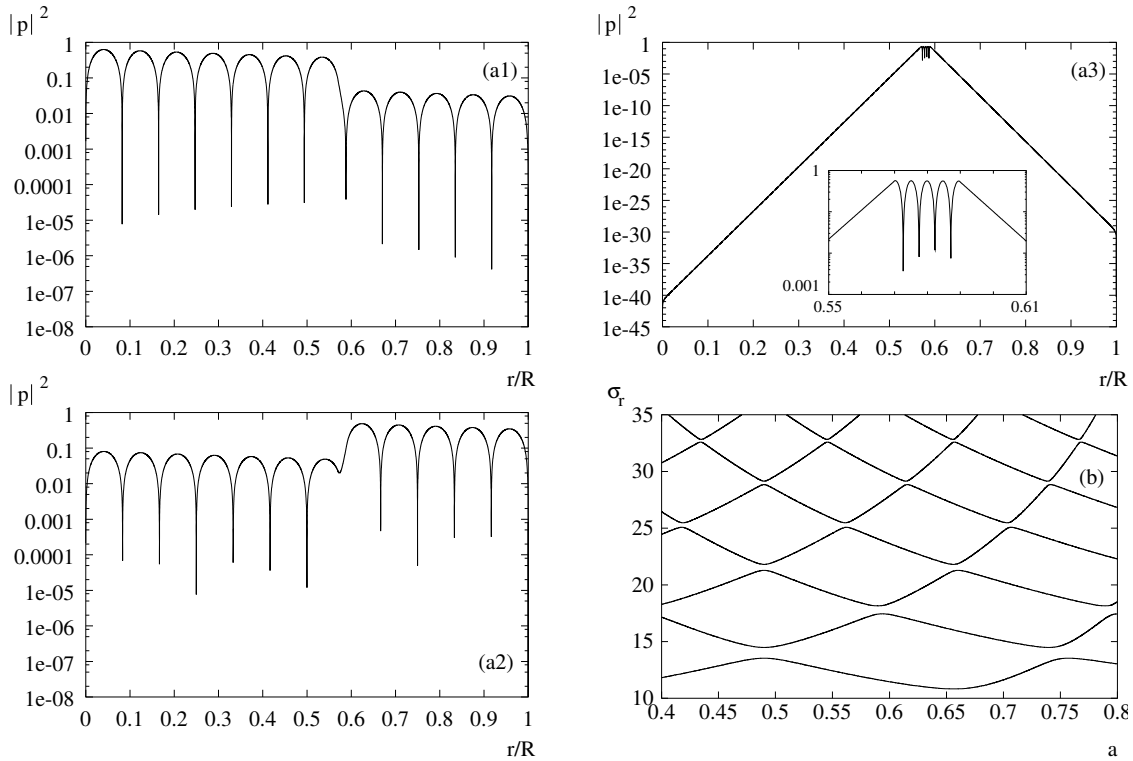 |p| 2
1
0.1
0.01
0.001
0.0001
1e-05
1e-06
1e-07
1e-08
(a1)
0 0.1 0.2 0.3 0.4 0.5 0.6 0.7 0.8 0.9 1
r/R
|p| 2
1
1e-05
1e-10
1e-15
1e-20
1e-25
1e-30
1e-35
1e-40
1e-45
(a3)
1
0.001
0.55 0.61
0 0.1 0.2 0.3 0.4 0.5 0.6 0.7 0.8 0.9 1
r/R
|p| 2
1
0.1
0.01
0.001
0.0001
1e-05
1e-06
1e-07
1e-08
(a2)
0 0.1 0.2 0.3 0.4 0.5 0.6 0.7 0.8 0.9 1
r/R
σr
35
30
25
20
15
10
(b)
0.4 0.45 0.5 0.55 0.6 0.65 0.7 0.75 0.8
a